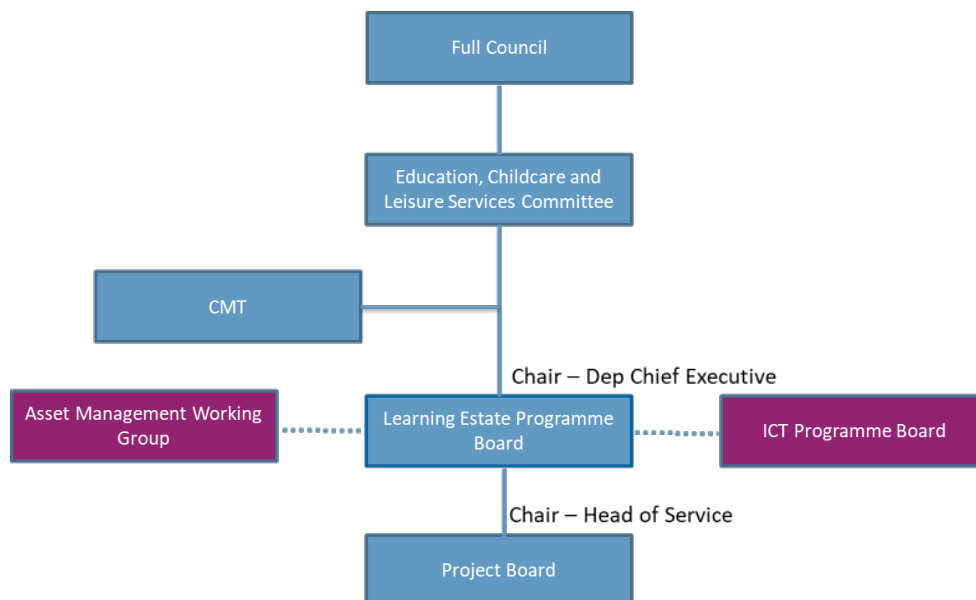 Full Council
Education, Childcare and
Leisure Services Committee
CMT
Chair – Dep Chief Executive
Asset Management Working
Group
Learning Estate Programme
Board
ICT Programme Board
Chair – Head of Service
Project Board